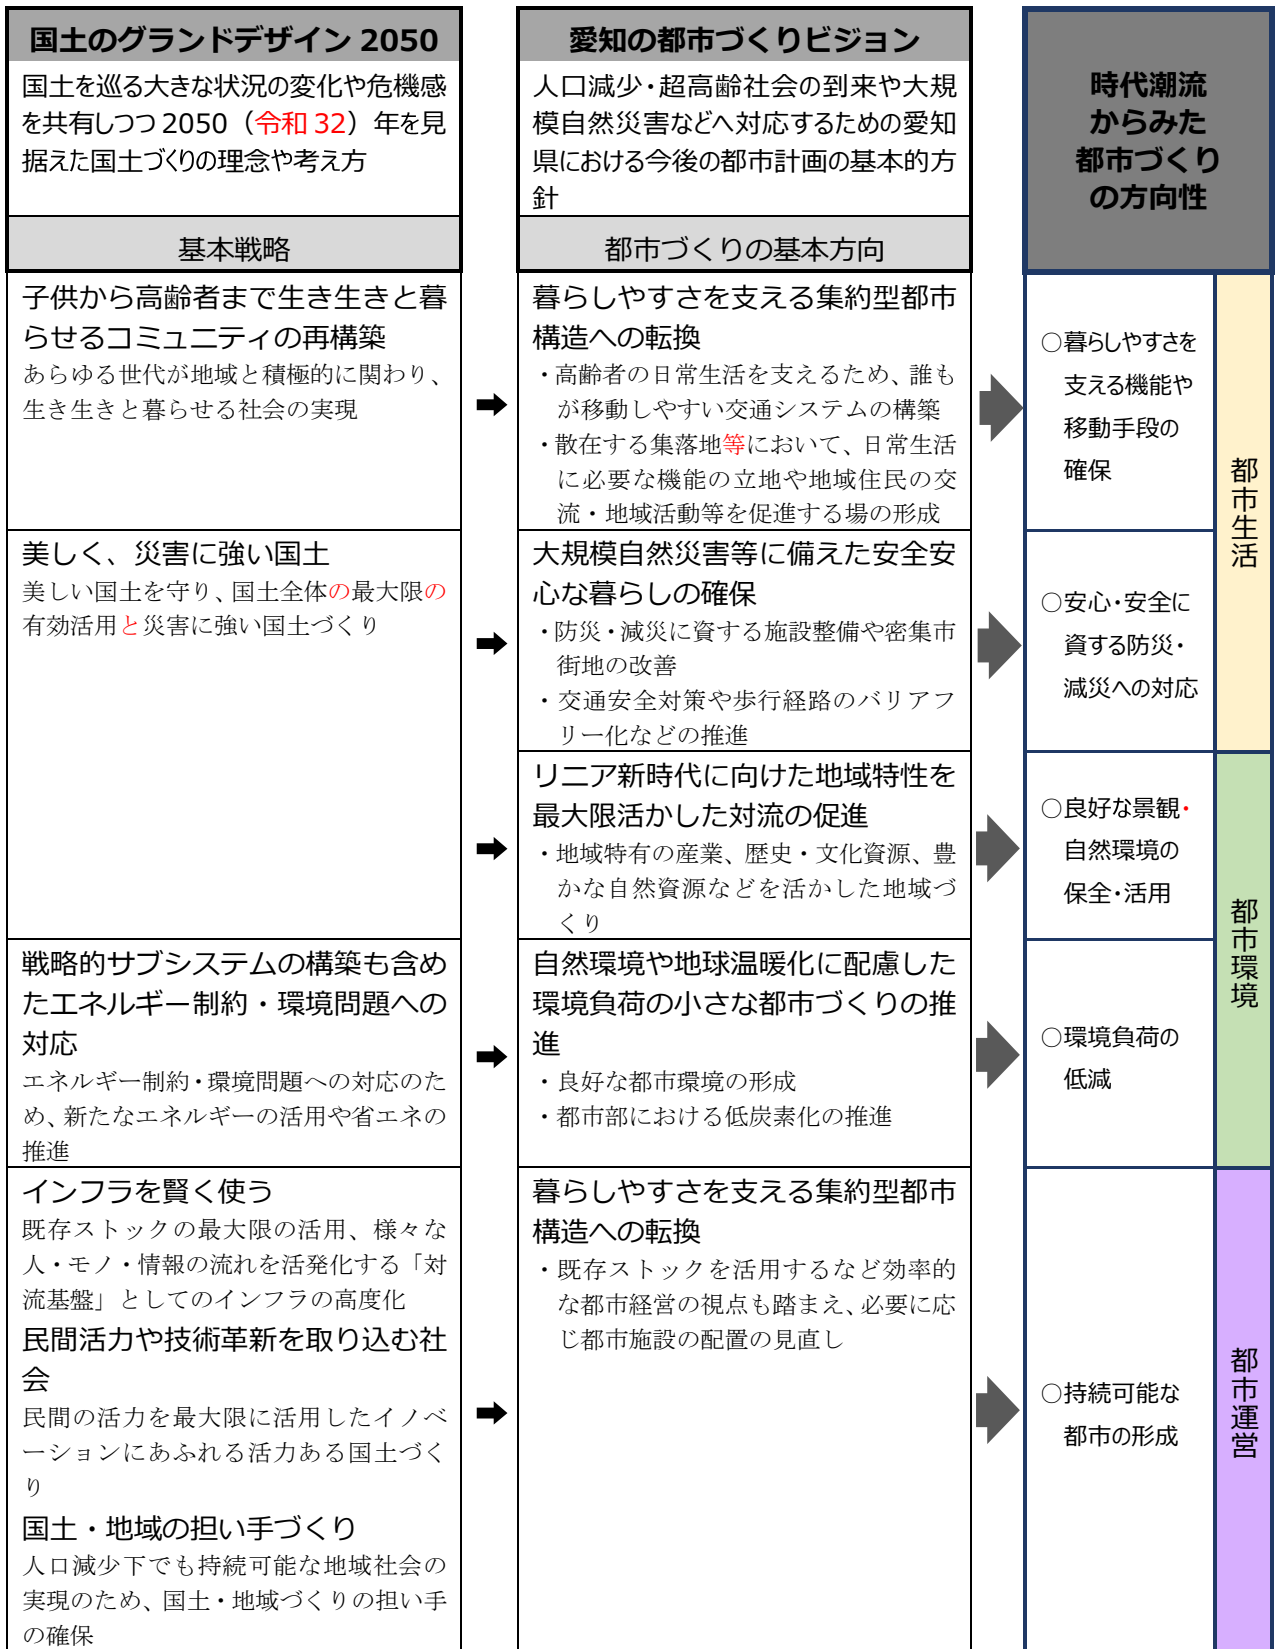 国土のグランドデザイン 2050
国土を巡る大きな状況の変化や危機感
を共有しつつ 2050（令和 32）年を見
据えた国土づくりの理念や考え方
基本戦略
愛知の都市づくりビジョン
人口減少・超高齢社会の到来や大規
模自然災害などへ対応するための愛知
県における今後の都市計画の基本的方
針
都市づくりの基本方向
時代潮流
からみた
都市づくり
の方向性
子供から高齢者まで生き生きと暮
らせるコミュニティの再構築
あらゆる世代が地域と積極的に関わり、
生き生きと暮らせる社会の実現
暮らしやすさを支える集約型都市
構造への転換
・高齢者の日常生活を支えるため、誰も
が移動しやすい交通システムの構築
・散在する集落地等において、日常生活
に必要な機能の立地や地域住民の交
流・地域活動等を促進する場の形成
○暮らしやすさを
支える機能や
移動手段の
確保
都市生活
美しく、災害に強い国土
美しい国土を守り、国土全体の最大限の
有効活用と災害に強い国土づくり
大規模自然災害等に備えた安全安
心な暮らしの確保
・防災・減災に資する施設整備や密集市
街地の改善
・交通安全対策や歩行経路のバリアフ
リー化などの推進
○安心・安全に
資する防災・
減災への対応
リニア新時代に向けた地域特性を
最大限活かした対流の促進
・地域特有の産業、歴史・文化資源、豊
かな自然資源などを活かした地域づ
くり
○良好な景観・
自然環境の
保全・活用
都市環境
戦略的サブシステムの構築も含め
たエネルギー制約・環境問題への
対応
エネルギー制約・環境問題への対応のた
め、新たなエネルギーの活用や省エネの
推進
自然環境や地球温暖化に配慮した
環境負荷の小さな都市づくりの推
進
・良好な都市環境の形成
・都市部における低炭素化の推進
○環境負荷の
低減
インフラを賢く使う
既存ストックの最大限の活用、様々な
人・モノ・情報の流れを活発化する「対
流基盤」としてのインフラの高度化
民間活力や技術革新を取り込む社
会
民間の活力を最大限に活用したイノベ
ーションにあふれる活力ある国土づく
り
国土・地域の担い手づくり
人口減少下でも持続可能な地域社会の
実現のため、国土・地域づくりの担い手
の確保
暮らしやすさを支える集約型都市
構造への転換
・既存ストックを活用するなど効率的
な都市経営の視点も踏まえ、必要に応
じ都市施設の配置の見直し
○持続可能な
都市の形成
都市運営